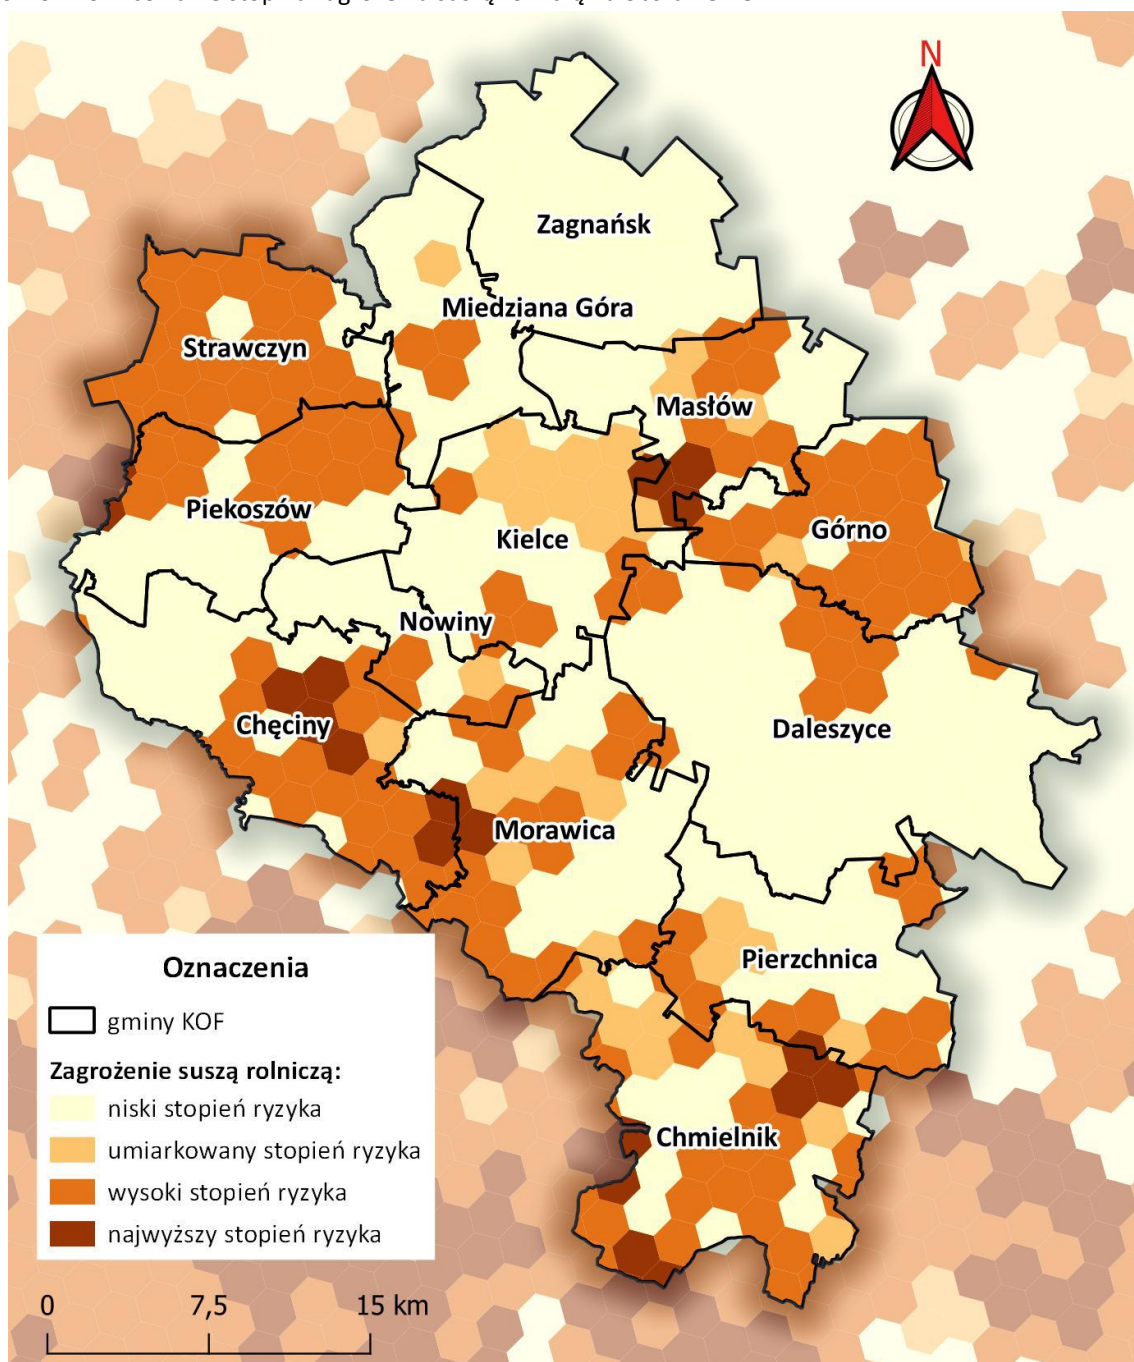 N
Zagnańsk
Miedziana Góra
Strawczyn
Masłów
Piekoszów
Górno
Kielce
Nowiny
Chęciny
Daleszyce
Morawica
Pierzchnica
Chmielnik
Oznaczenia
gminy KOF
Zagrożenie suszą rolniczą:
niski stopień ryzyka
umiarkowany stopień ryzyka
wysoki stopień ryzyka
najwyższy stopień ryzyka
0 7,5 15 km